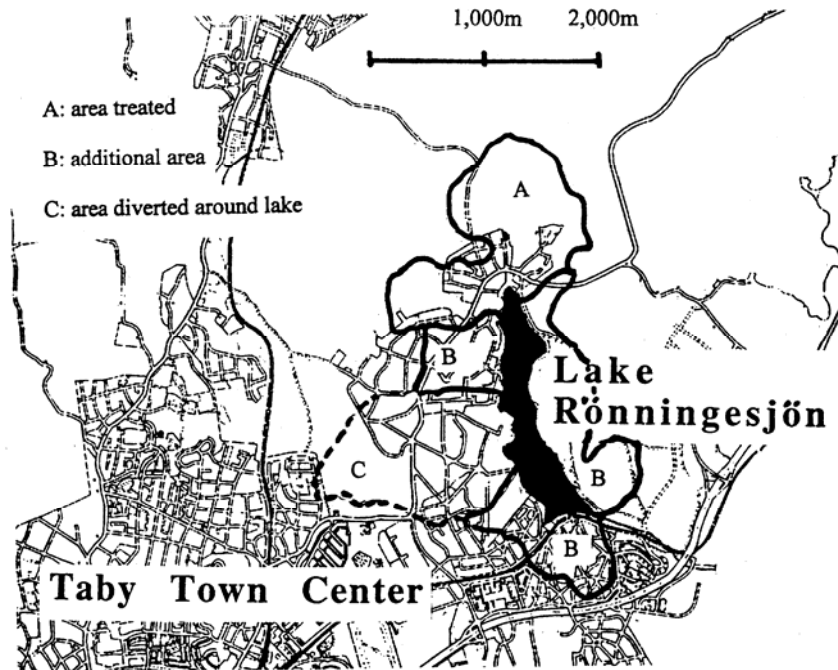 1,000m 2,000m
A: area treated
B: additional area
C: area diverted around lake
A
B
Lake
Rönningesjön
C
B
B
Taby Town Center